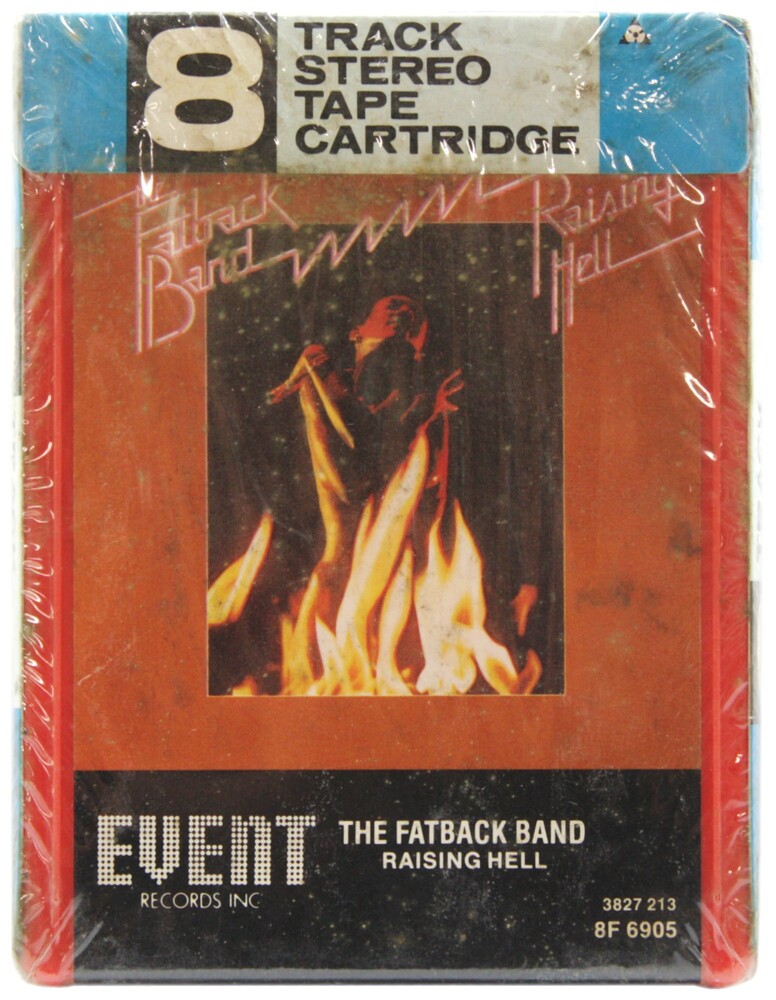 8
TRACK
STEREO
TAPE
CARTRIDGE
The
Fatback
Band
Raising
Hell
EVENT
RECORDS INC
THE FATBACK BAND
RAISING HELL
3827 213
8F 6905